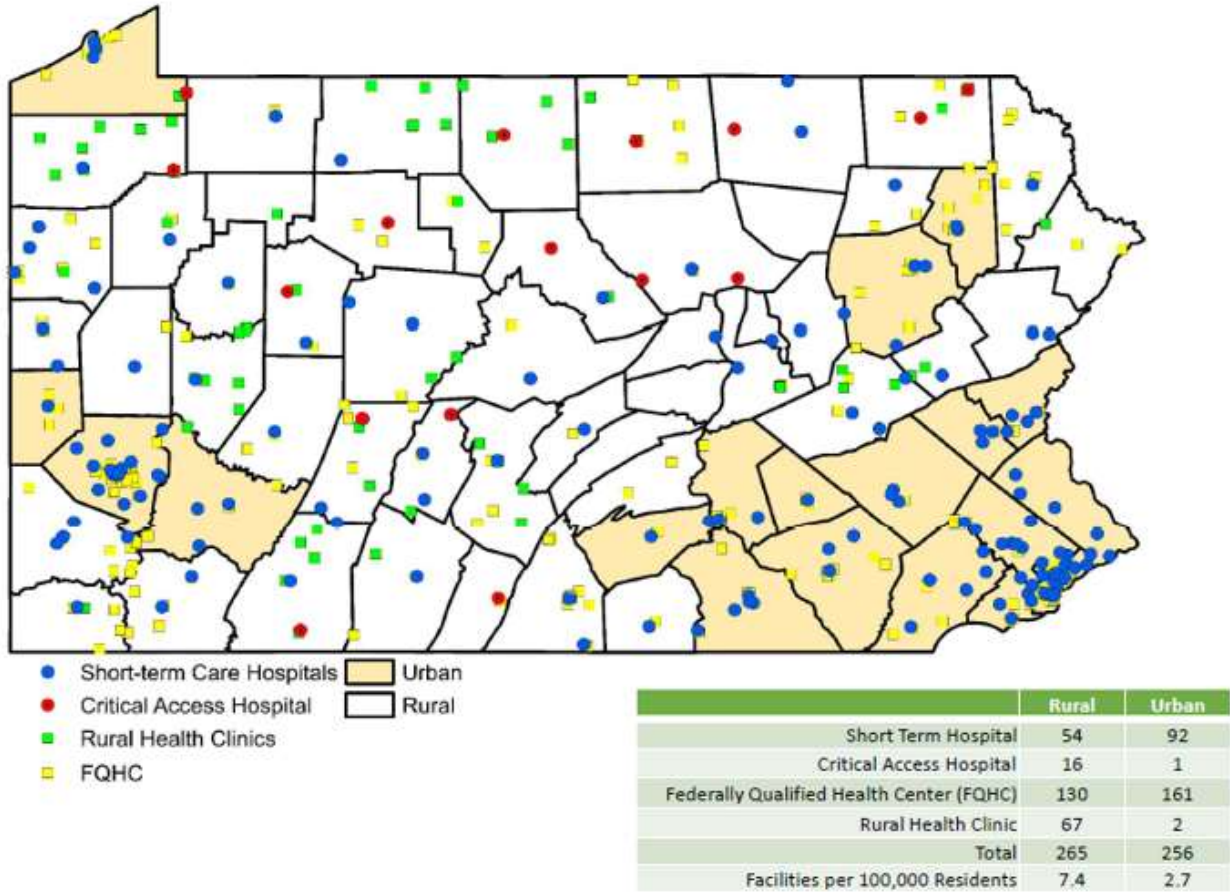 Short-term Care Hospitals Urban
Critical Access Hospital Rural
Rural Health Clinics
FQHC
Rural Urban
Short Term Hospital 54 92
Critical Access Hospital 16 1
Federally Qualified Health Center (FQHC) 130 161
Rural Health Clinic 67 2
Total 265 256
Facilities per 100,000 Residents 7.4 2.7